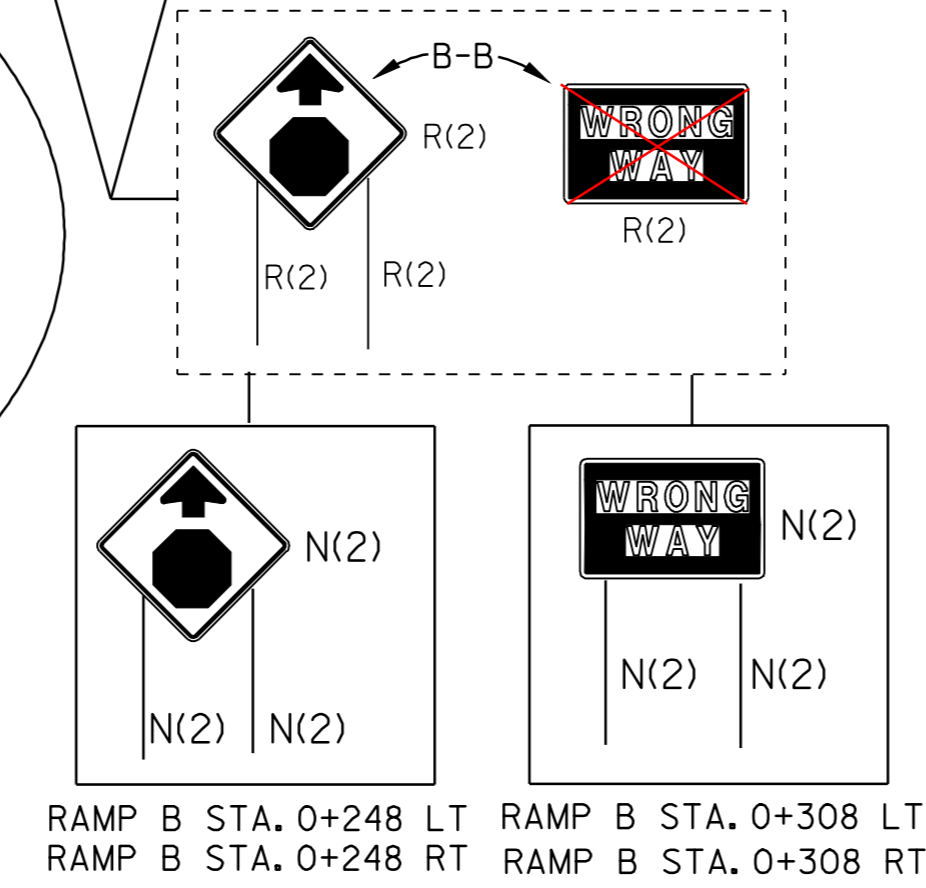 B-B
R(2)
WRONG
WAY
R(2)
R(2) R(2)
N(2)
N(2) N(2)
WRONG
WAY
N(2)
N(2) N(2)
RAMP B STA. 0+248 LT
RAMP B STA. 0+248 RT
RAMP B STA. 0+308 LT
RAMP B STA. 0+308 RT